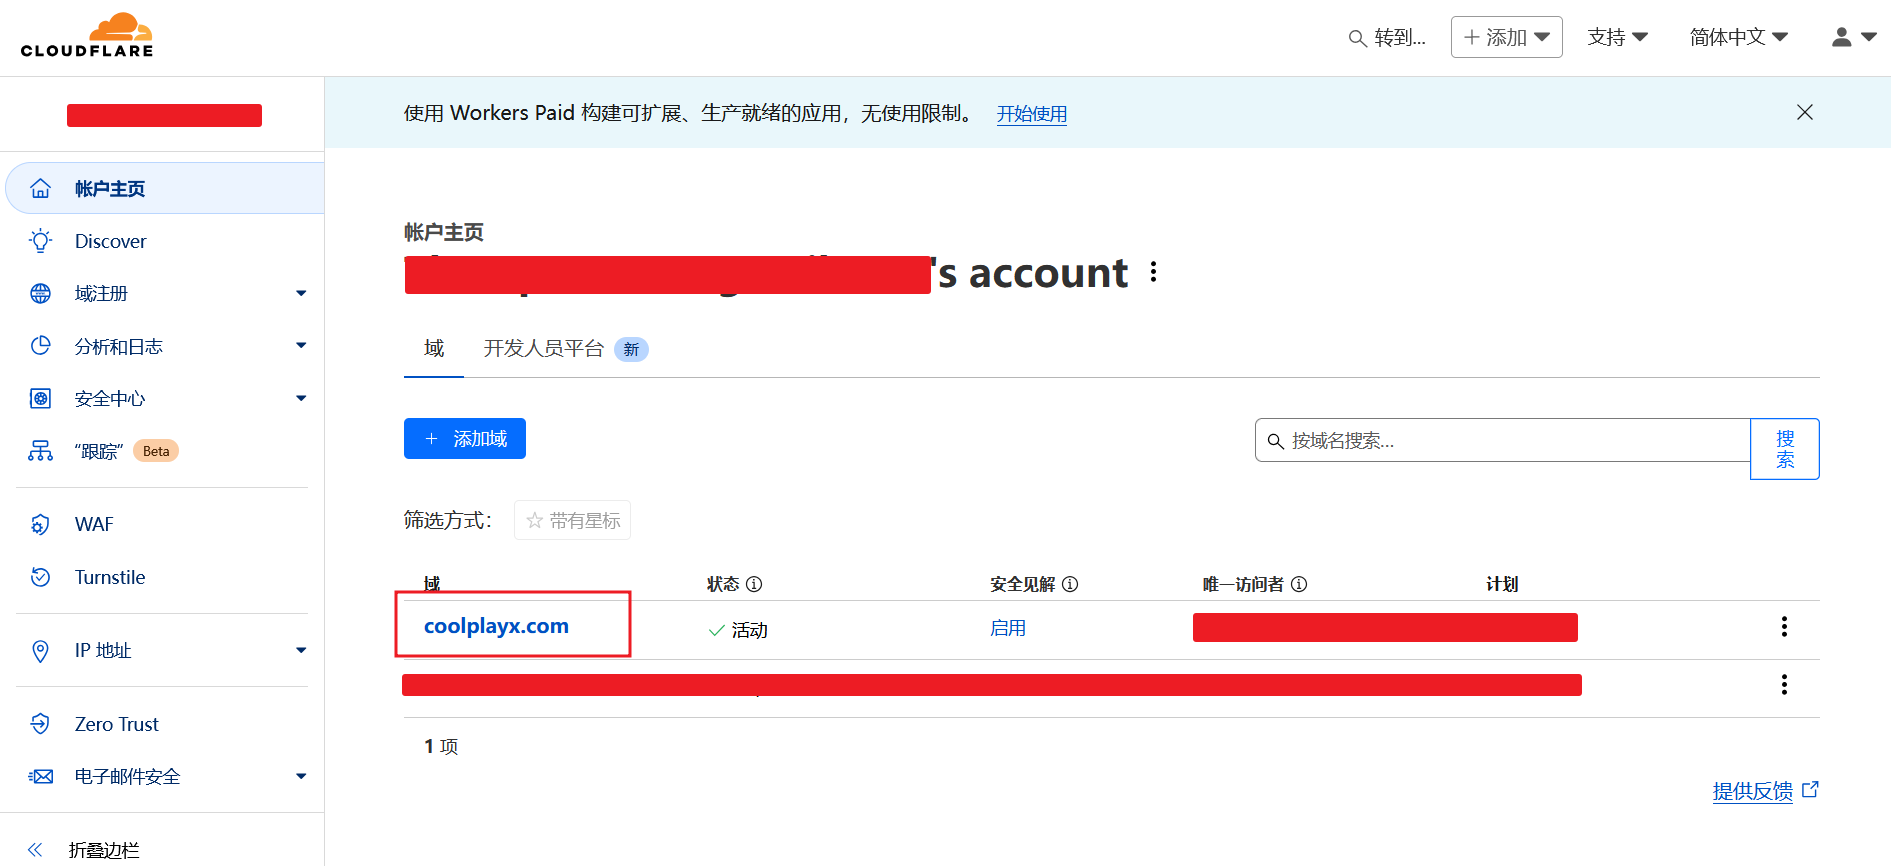 CLOUDFLARE
转到...
添加
支持
简体中文
使用 Workers Paid 构建可扩展、生产就绪的应用，无使用限制。 开始使用
帐户主页
Discover
域注册
分析和日志
安全中心
“跟踪” Beta
WAF
Turnstile
IP 地址
Zero Trust
电子邮件安全
折叠边栏
帐户主页
's account
域 开发人员平台 新
+ 添加域
按域名搜索...
搜
索
筛选方式： 带有星标
域 状态 安全见解 唯一访问者 计划
coolplayx.com 活动 启用
1 项
提供反馈